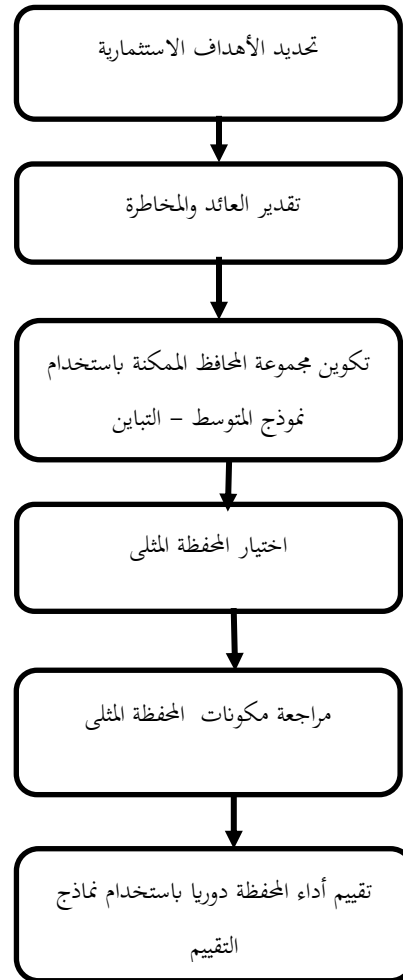 تحديد الأهداف الاستثمارية
تقدير العائد والمخاطرة
تكوين مجموعة المحافظ الممكنة باستخدام
نموذج المتوسط – التباين
اختيار المحفظة المثلى
مراجعة مكونات المحفظة المثلى
تقييم أداء المحفظة دوريا باستخدام نماذج
التقييم